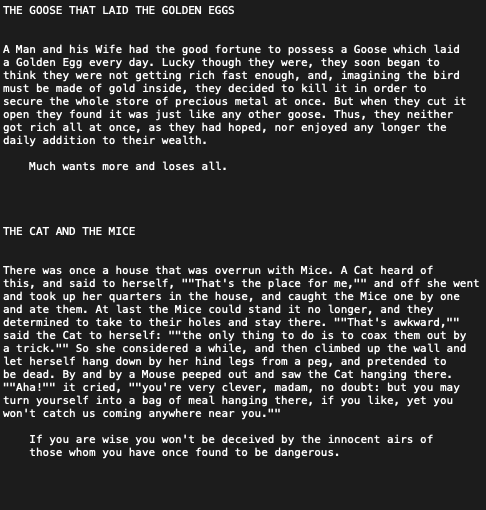 THE GOOSE THAT LAID THE GOLDEN EGGS
A Man and his Wife had the good fortune to possess a Goose which laid
a Golden Egg every day. Lucky though they were, they soon began to
think they were not getting rich fast enough, and, imagining the bird
must be made of gold inside, they decided to kill it in order to
secure the whole store of precious metal at once. But when they cut it
open they found it was just like any other goose. Thus, they neither
got rich all at once, as they had hoped, nor enjoyed any longer the
daily addition to their wealth.
Much wants more and loses all.
THE CAT AND THE MICE
There was once a house that was overrun with Mice. A Cat heard of
this, and said to herself, ""That's the place for me,"" and off she went
and took up her quarters in the house, and caught the Mice one by one
and ate them. At last the Mice could stand it no longer, and they
determined to take to their holes and stay there. ""That's awkward,""
said the Cat to herself: ""the only thing to do is to coax them out by
a trick."" So she considered a while, and then climbed up the wall and
let herself hang down by her hind legs from a peg, and pretended to
be dead. By and by a Mouse peeped out and saw the Cat hanging there.
""Aha!"" it cried, ""you're very clever, madam, no doubt: but you may
turn yourself into a bag of meal hanging there, if you like, yet you
won't catch us coming anywhere near you.""
If you are wise you won't be deceived by the innocent airs of
those whom you have once found to be dangerous.